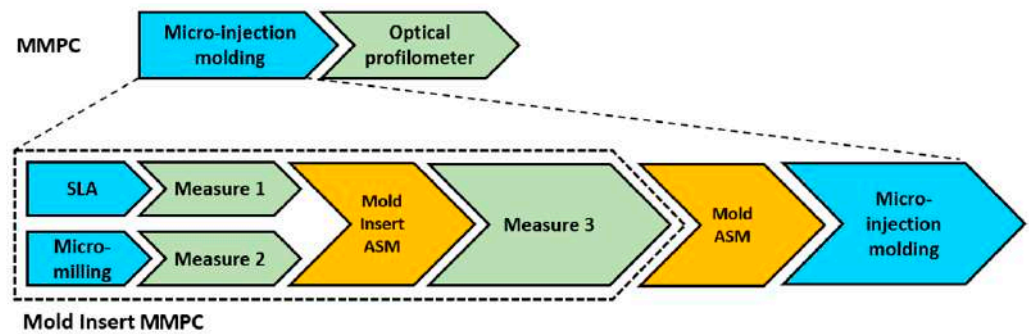 MMPC
Micro-injection
molding
Optical
profilometer
SLA
Measure 1
Micro-
milling
Measure 2
Mold
Insert
ASM
Measure 3
Mold
ASM
Micro-
injection
molding
Mold Insert MMPC